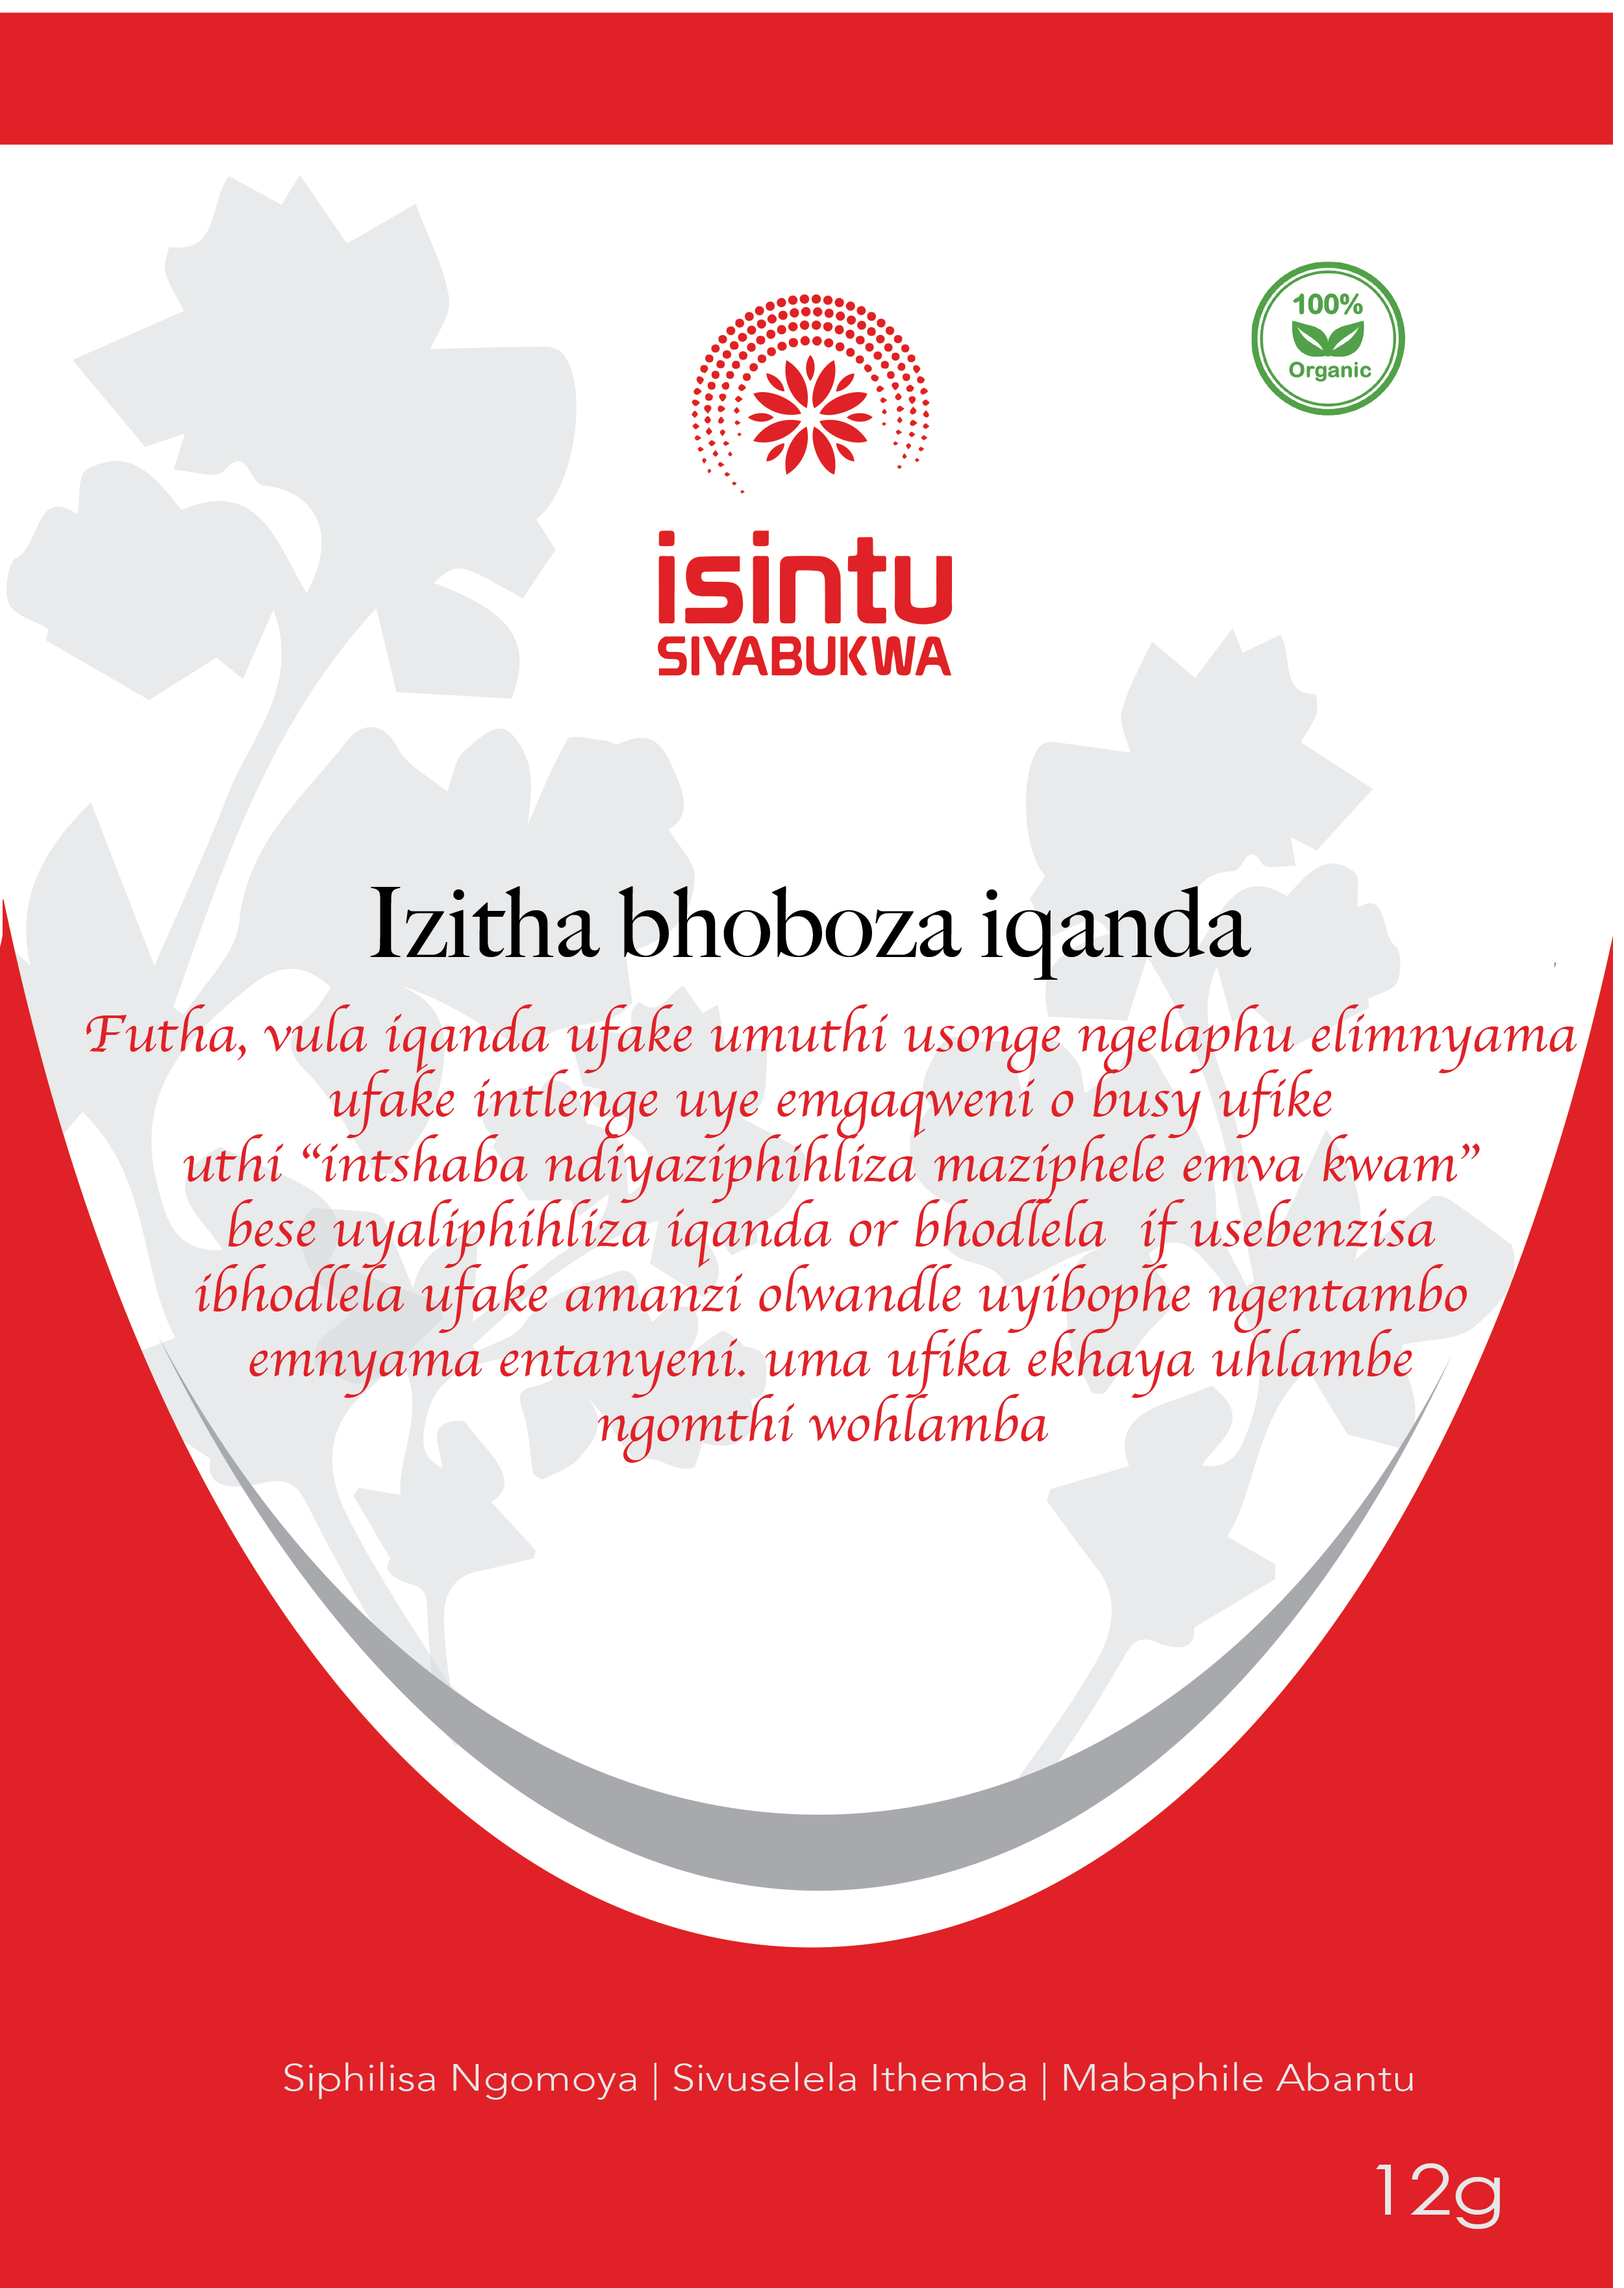 100%
Organic
isintu
SIYABUKWA
Izitha bhoboza iqanda
Futha, vula iqanda ufake umuthi usonge ngelaphu elimnyama
ufake intlenge uye emgaqweni o busy ufike
uthi “intshaba ndiyaziphihliza maziphele emva kwam”
bese uyaliphihliza iqanda or bhodlela if usebenzisa
ibhodlela ufake amanzi olwandle uyibophe ngentambo
emnyama entanyeni. uma ufika ekhaya uhlambe
ngomthi wohlamba
Siphilisa Ngomoya | Sivuselela Ithemba | Mabaphile Abantu
12g